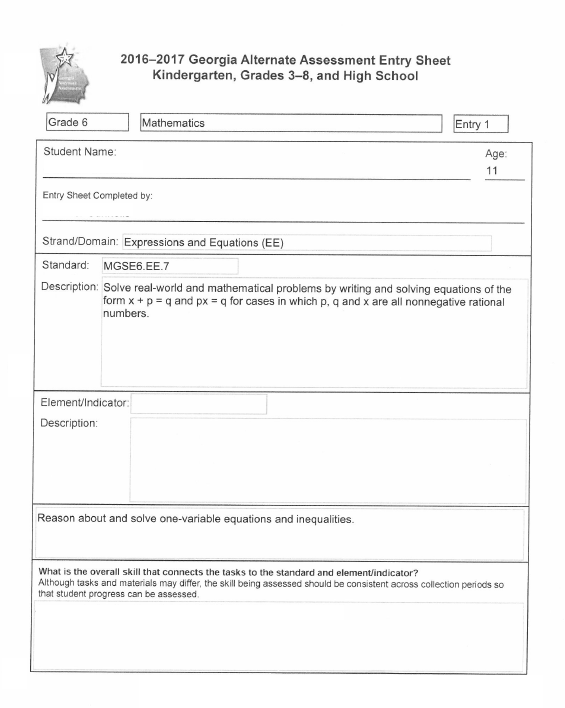 2016–2017 Georgia Alternate Assessment Entry Sheet
Kindergarten, Grades 3–8, and High School
Grade 6
Mathematics
Entry 1
Student Name:
Age:
11
Entry Sheet Completed by:
Strand/Domain: Expressions and Equations (EE)
Standard: MGSE6.EE.7
Description: Solve real-world and mathematical problems by writing and solving equations of the
form x + p = q and px = q for cases in which p, q and x are all nonnegative rational
numbers.
Element/Indicator:
Description:
Reason about and solve one-variable equations and inequalities.
What is the overall skill that connects the tasks to the standard and element/indicator?
Although tasks and materials may differ, the skill being assessed should be consistent across collection periods so
that student progress can be assessed.